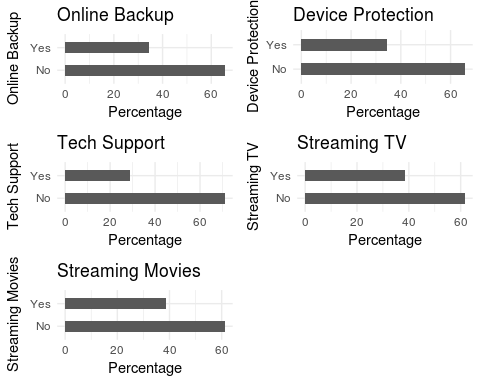 Online Backup
Online Backup
Yes
No
0 20 40 60
Percentage
Device Protection
Device Protection
Yes
No
0 20 40 60
Percentage
Tech Support
Tech Support
Yes
No
0 20 40 60
Percentage
Streaming TV
Streaming TV
Yes
No
0 20 40 60
Percentage
Streaming Movies
Streaming Movies
Yes
No
0 20 40 60
Percentage